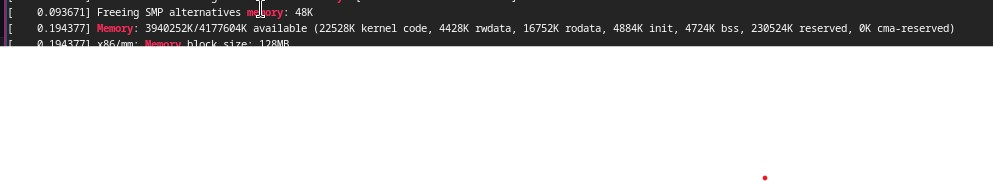 [    0.093671] Freeing SMP alternatives memory: 48K
[    0.194377] Memory: 3940252K/4177604K available (22528K kernel code, 4428K rwdata, 16752K rodata, 4884K init, 4724K bss, 230524K reserved, 0K cma-reserved)
[    0.194377] x86/mm: Memory block size: 128MB